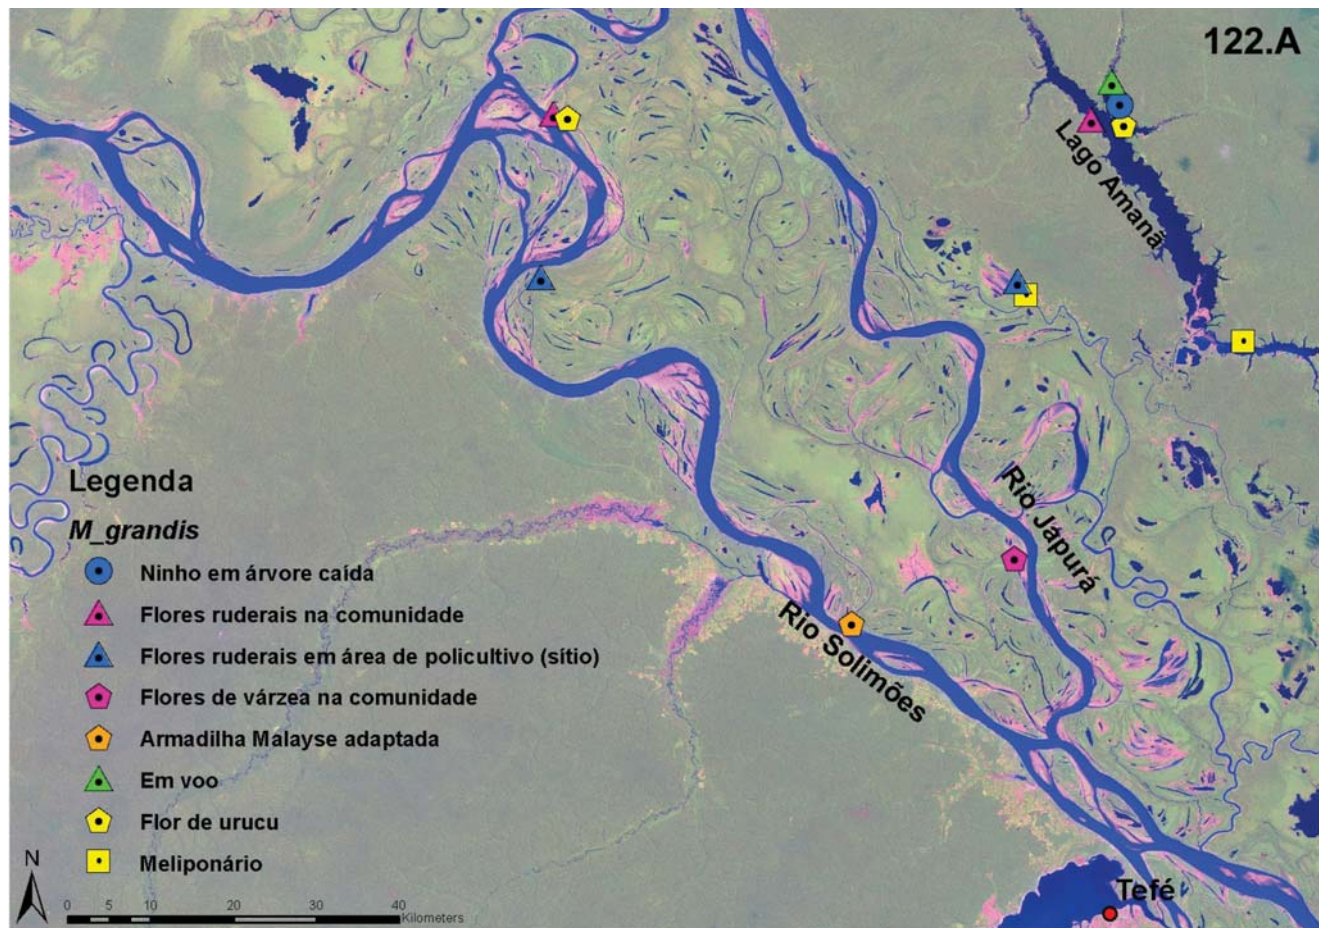 122.A
Lago Amanã
Rio Japurá
Rio Solimões
Legenda
M_grandis
Ninho em árvore caída
Flores ruderais na comunidade
Flores ruderais em área de policultivo (sítio)
Flores de várzea na comunidade
Armadilha Malayse adaptada
Em voo
Flor de urucu
Meliponário
N
0 5 10 20 30 40
Kilometers
Tefé